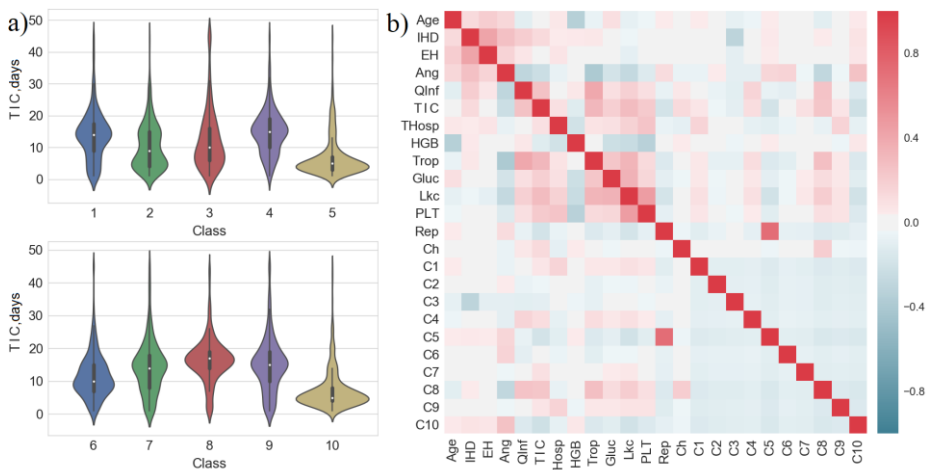 a)
50
40
30
20
10
0
T I C,days
1 2 3 4 5
Class
50
40
30
20
10
0
T I C,days
6 7 8 9 10
Class
b)
Age
IHD
EH
Ang
QInf
T I C
THosp
HGB
Trop
Gluc
Lkc
PLT
Rep
Ch
C1
C2
C3
C4
C5
C6
C7
C8
C9
C10
Age IHD EH Ang QInf T I C Hosp HGB Trop Gluc Lkc PLT Rep Ch C1 C2 C3 C4 C5 C6 C7 C8 C9 C10
0.8
0.4
0.0
−0.4
−0.8